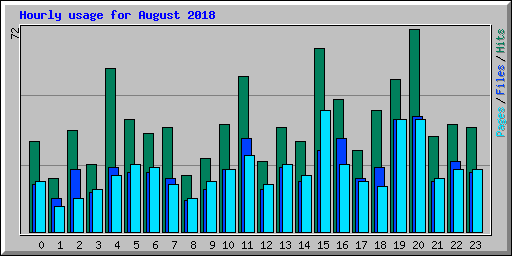 Hourly usage for August 2018
72
Pages / Files / Hits
0 1 2 3 4 5 6 7 8 9 10 11 12 13 14 15 16 17 18 19 20 21 22 23